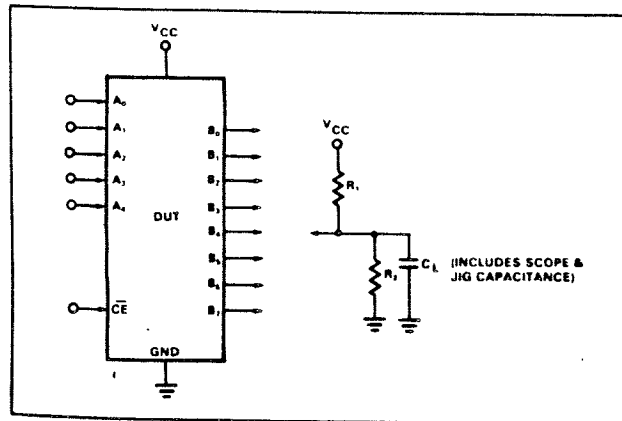 VCC
A₀
A₁
A₂
A₃
A₄
CE
DUT
GND
B₀
B₁
B₂
B₃
B₄
B₅
B₆
B₇
VCC
R₁
R₂
CL (INCLUDES SCOPE &
JIG CAPACITANCE)